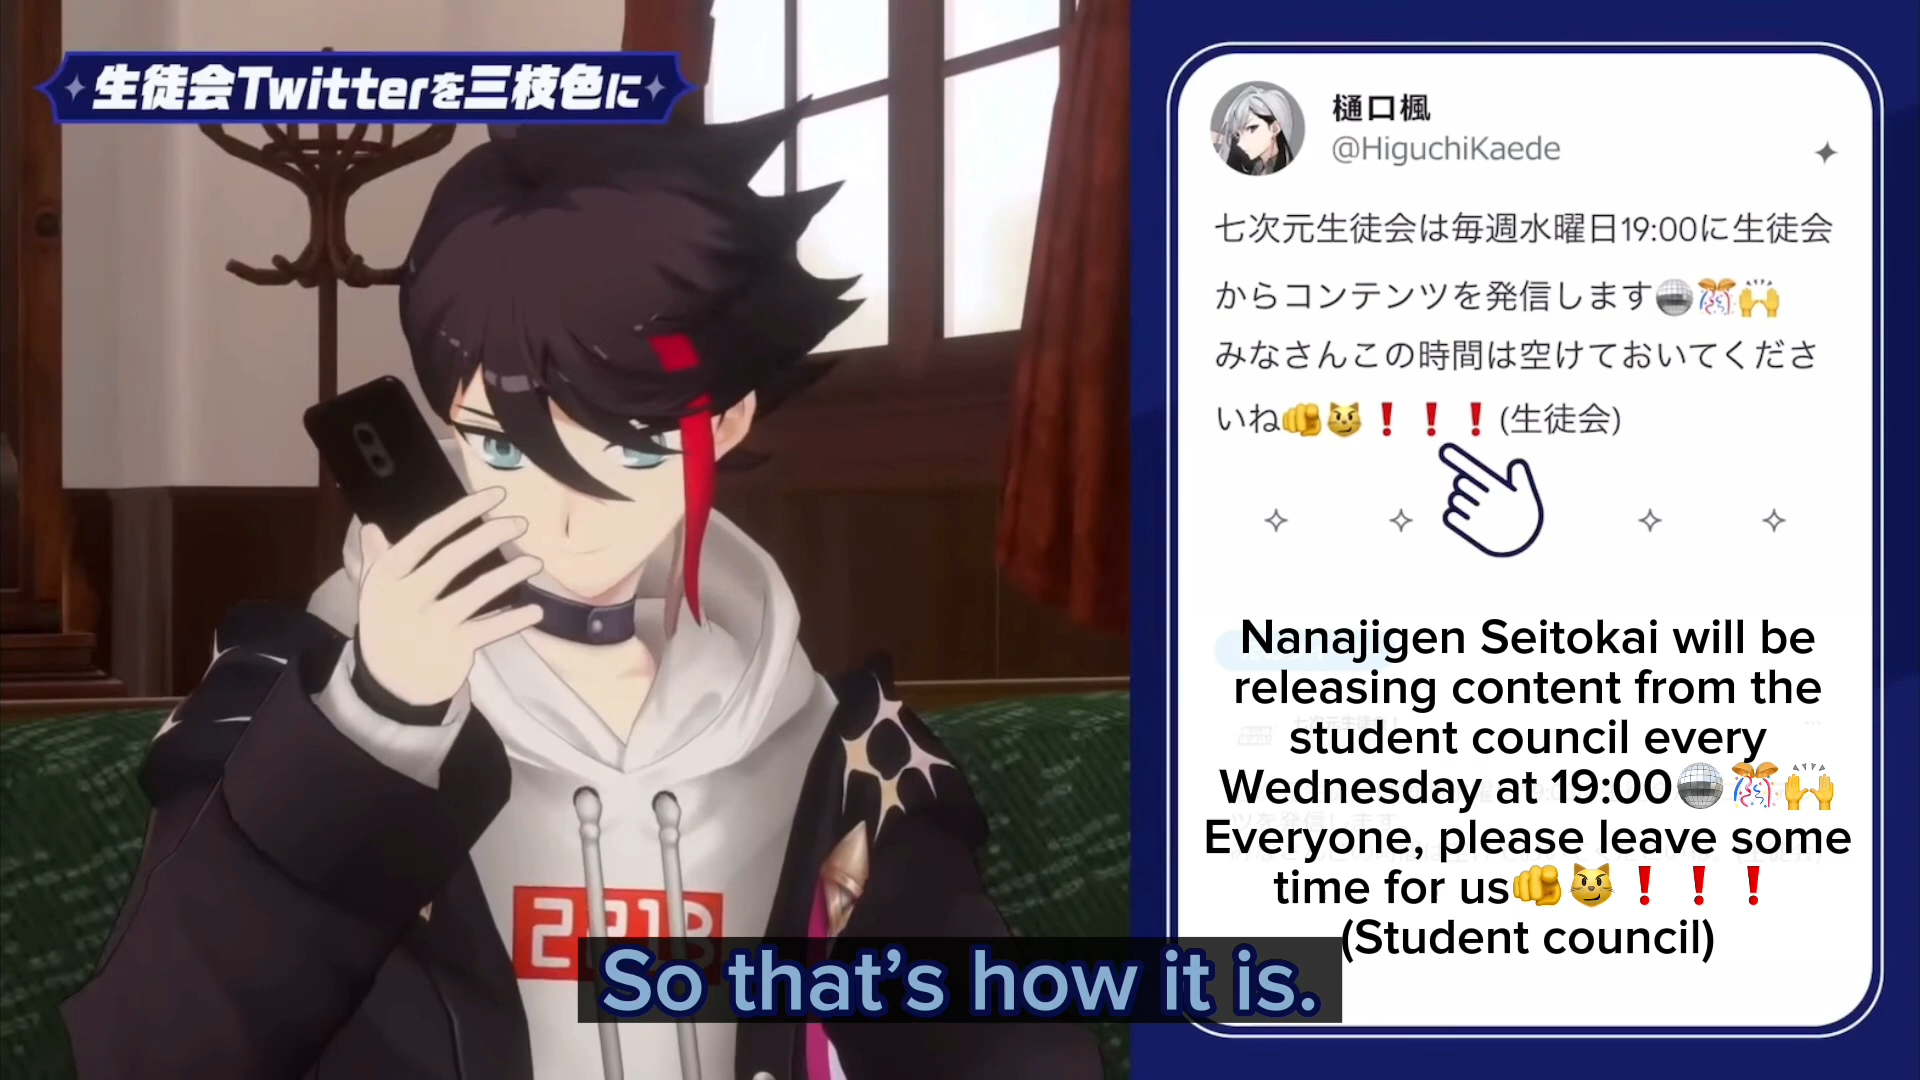 生徒会Twitterを三枝色に
樋口楓
@HiguchiKaede
七次元生徒会は毎週水曜日19:00に生徒会
からコンテンツを発信します🪩🎊🙌
みなさんこの時間は空けておいてくださ
いね🫵😼❗❗❗(生徒会)
Nanajigen Seitokai will be
releasing content from the
student council every
Wednesday at 19:00🪩🎊🙌
Everyone, please leave some
time for us🫵😼❗❗❗
(Student council)
So that's how it is.